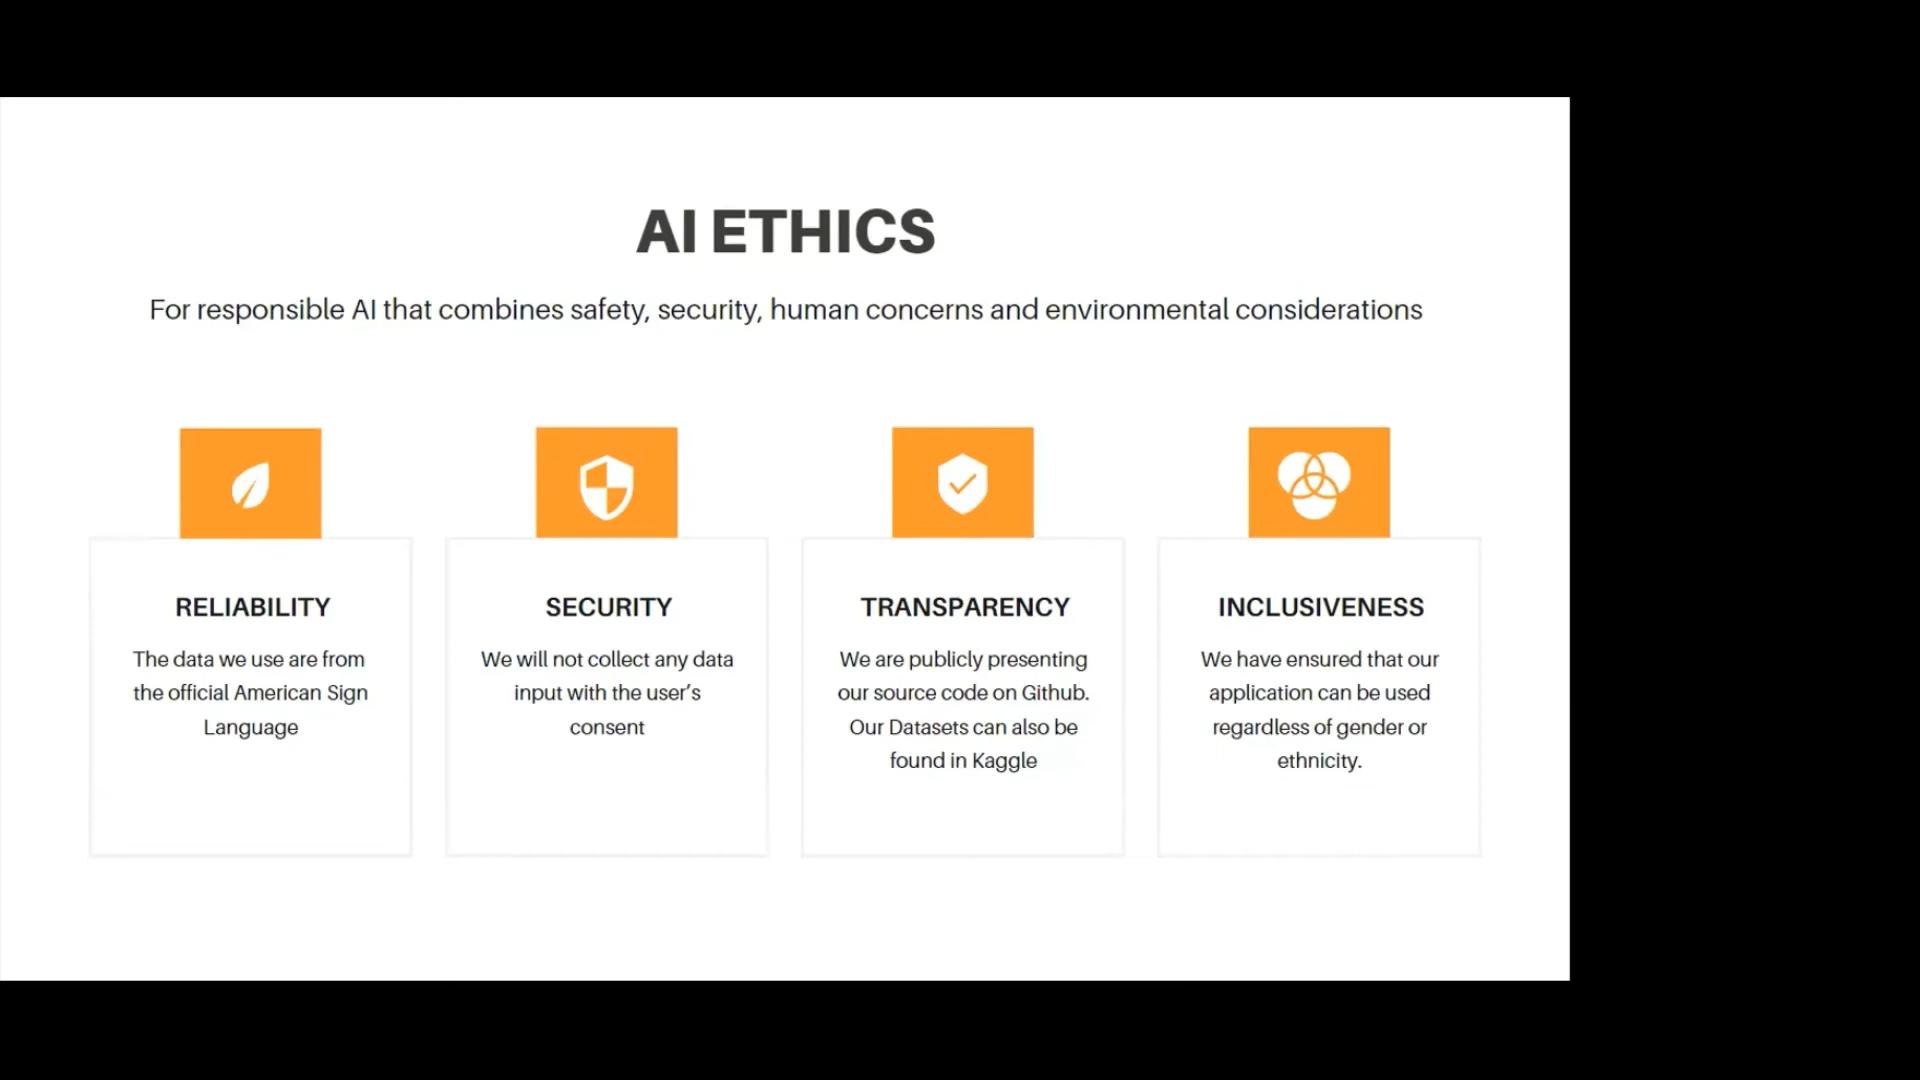 AI ETHICS
For responsible AI that combines safety, security, human concerns and environmental considerations
RELIABILITY
The data we use are from
the official American Sign
Language
SECURITY
We will not collect any data
input with the user’s
consent
TRANSPARENCY
We are publicly presenting
our source code on Github.
Our Datasets can also be
found in Kaggle
INCLUSIVENESS
We have ensured that our
application can be used
regardless of gender or
ethnicity.